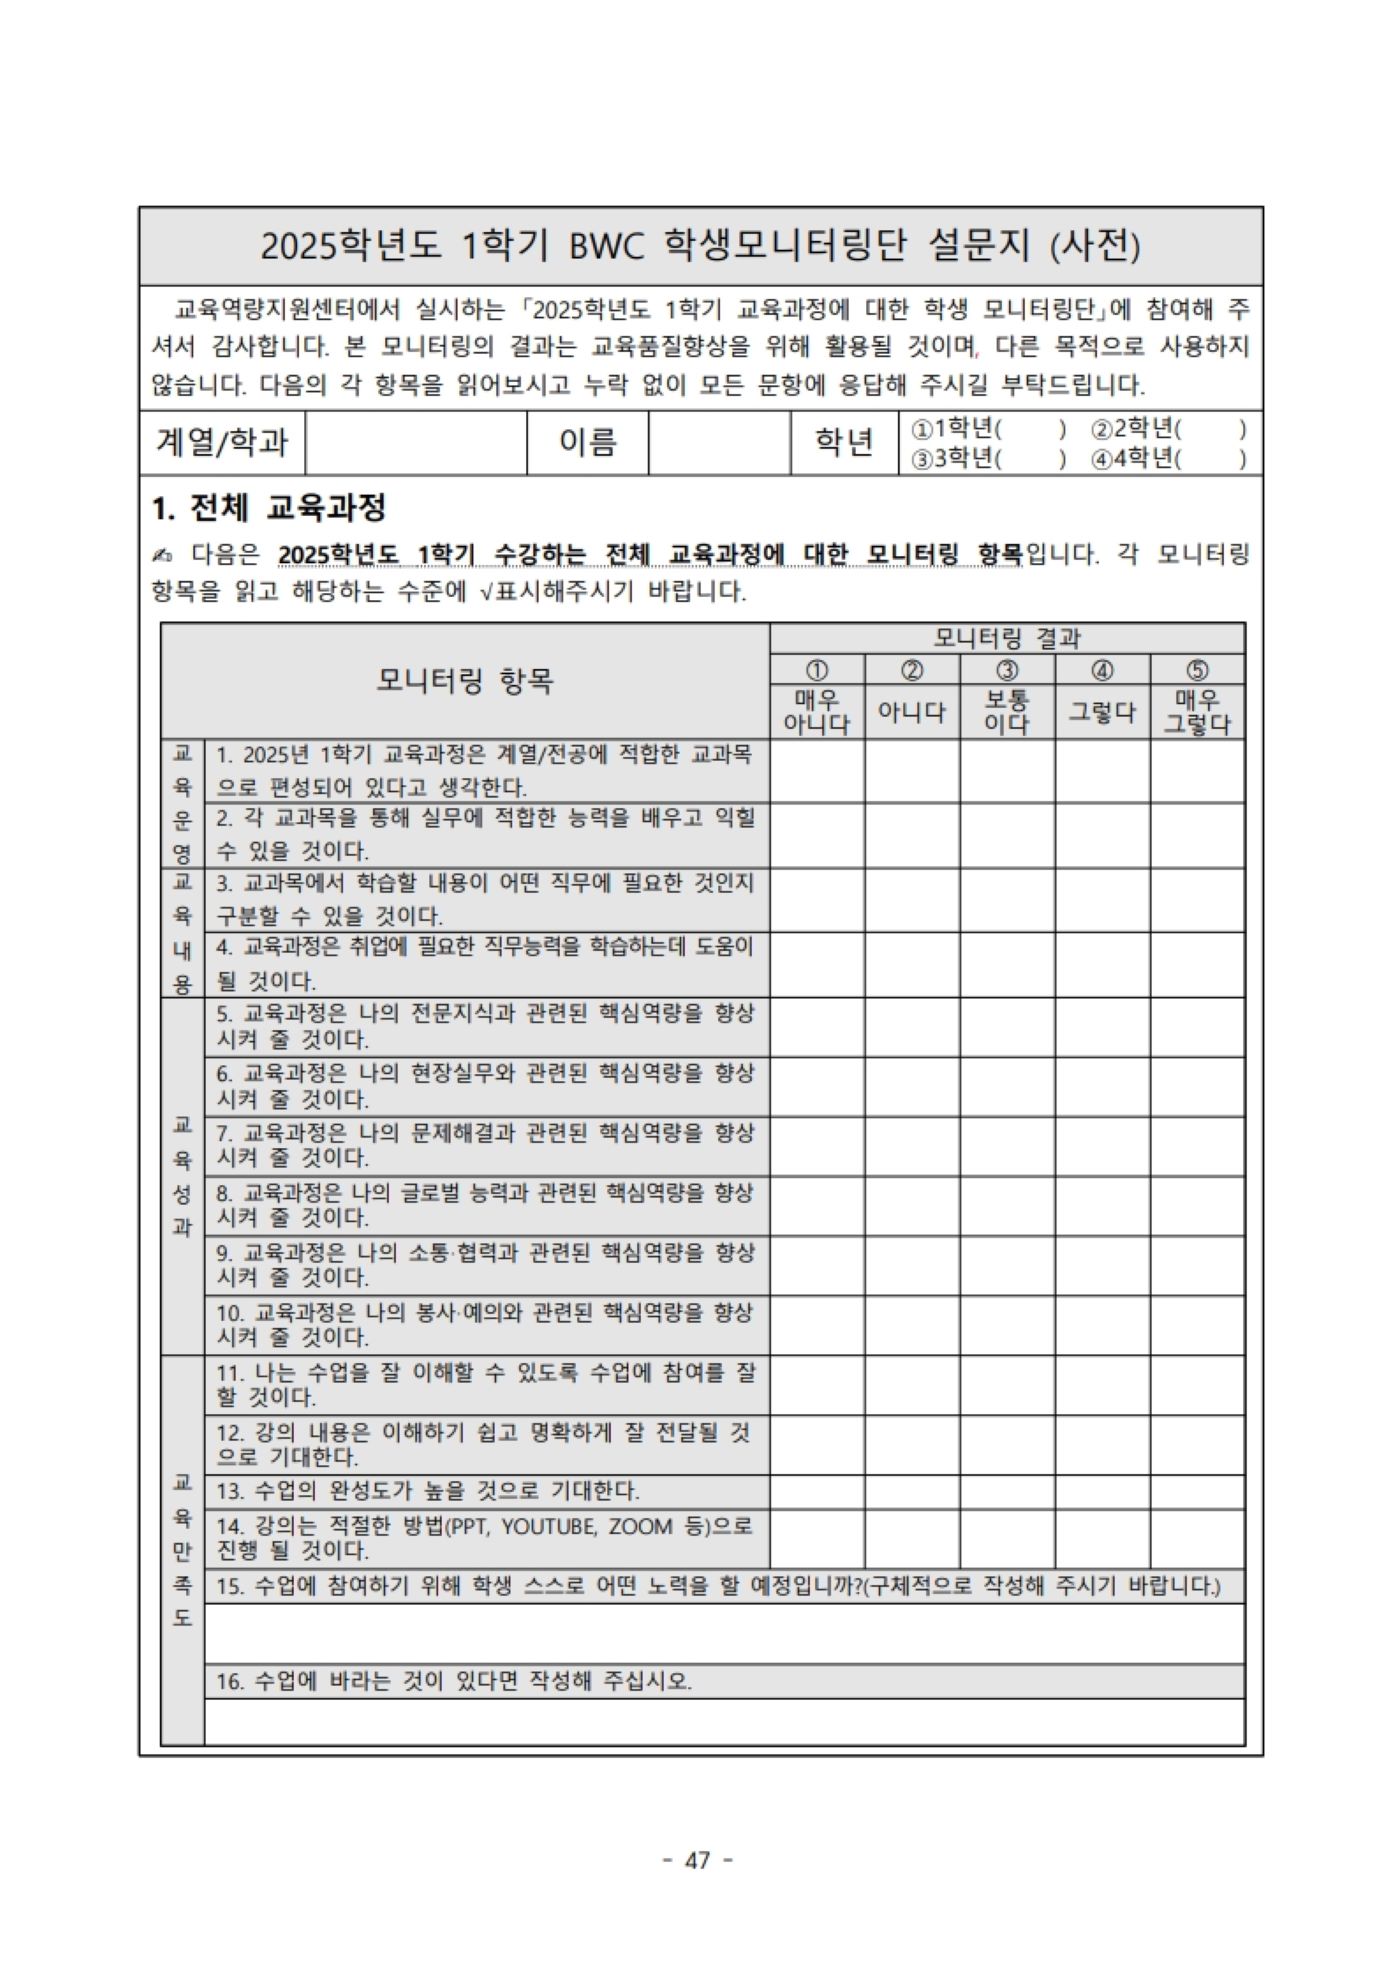 2025학년도 1학기 BWC 학생모니터링단 설문지 (사전)
교육역량지원센터에서 실시하는 「2025학년도 1학기 교육과정에 대한 학생 모니터링단」에 참여해 주
셔서 감사합니다. 본 모니터링의 결과는 교육품질향상을 위해 활용될 것이며, 다른 목적으로 사용하지
않습니다. 다음의 각 항목을 읽어보시고 누락 없이 모든 문항에 응답해 주시길 부탁드립니다.
계열/학과 이름 학년 ①1학년( ) ②2학년( )
③3학년( ) ④4학년( )
1. 전체 교육과정
✍ 다음은 2025학년도 1학기 수강하는 전체 교육과정에 대한 모니터링 항목입니다. 각 모니터링
항목을 읽고 해당하는 수준에 √표시해주시기 바랍니다.
모니터링 항목
모니터링 결과
① ② ③ ④ ⑤
매우 아니다 보통 그렇다 매우
아니다 이다 그렇다
교육운영
1. 2025년 1학기 교육과정은 계열/전공에 적합한 교과목
으로 편성되어 있다고 생각한다.
2. 각 교과목을 통해 실무에 적합한 능력을 배우고 익힐
수 있을 것이다.
교육내용
3. 교과목에서 학습할 내용이 어떤 직무에 필요한 것인지
구분할 수 있을 것이다.
4. 교육과정은 취업에 필요한 직무능력을 학습하는데 도움이
될 것이다.
교육성과
5. 교육과정은 나의 전문지식과 관련된 핵심역량을 향상
시켜 줄 것이다.
6. 교육과정은 나의 현장실무와 관련된 핵심역량을 향상
시켜 줄 것이다.
7. 교육과정은 나의 문제해결과 관련된 핵심역량을 향상
시켜 줄 것이다.
8. 교육과정은 나의 글로벌 능력과 관련된 핵심역량을 향상
시켜 줄 것이다.
9. 교육과정은 나의 소통·협력과 관련된 핵심역량을 향상
시켜 줄 것이다.
10. 교육과정은 나의 봉사·예의와 관련된 핵심역량을 향상
시켜 줄 것이다.
교육만족도
11. 나는 수업을 잘 이해할 수 있도록 수업에 참여를 잘
할 것이다.
12. 강의 내용은 이해하기 쉽고 명확하게 잘 전달될 것
으로 기대한다.
13. 수업의 완성도가 높을 것으로 기대한다.
14. 강의는 적절한 방법(PPT, YOUTUBE, ZOOM 등)으로
진행 될 것이다.
15. 수업에 참여하기 위해 학생 스스로 어떤 노력을 할 예정입니까?(구체적으로 작성해 주시기 바랍니다.)
16. 수업에 바라는 것이 있다면 작성해 주십시오.
- 47 -